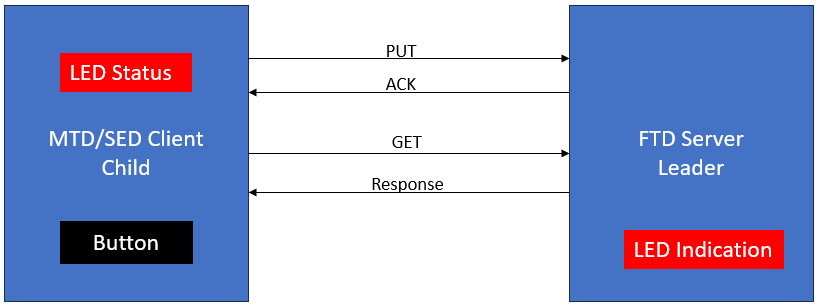 LED Status
MTD/SED Client
Child
Button
PUT
ACK
GET
Response
FTD Server
Leader
LED Indication